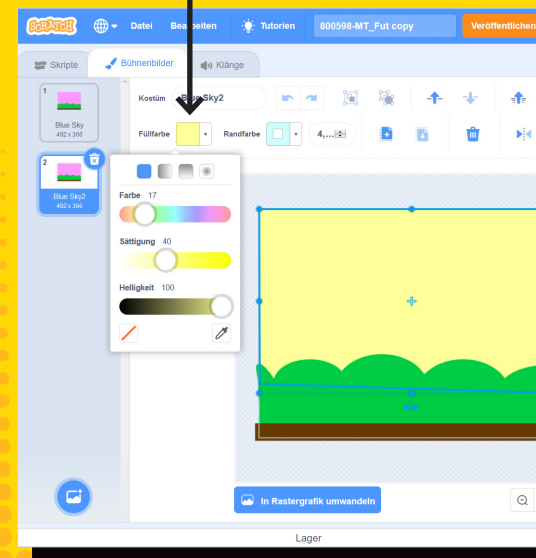 SCRATCH Datei Bearbeiten Tutorien 800598-MT_Fut copy Veröffentlichen
Skripte Bühnenbilder Klänge
1 Kostüm Blue Sky2
Blue Sky
492 x 366
Füllfarbe Randfarbe 4,...
2
Blue Sky2
492 x 366
Farbe 17
Sättigung 40
Helligkeit 100
In Rastergrafik umwandeln
Lager